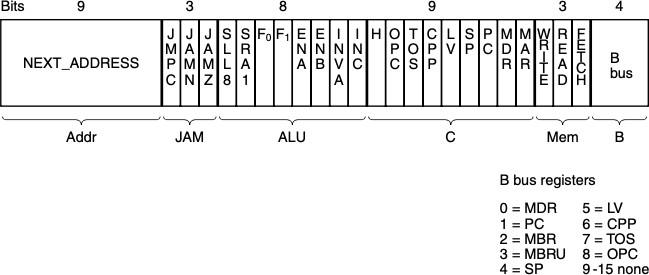 Bits 9 3 8 9 3 4
NEXT_ADDRESS JMPC JAMN JAMZ SLL8 SRA1 F0 F1 ENA ENB INVA INC H OPC TOS CPP LV SP PC MDR MAR WRITE READ FETCH B bus
Addr JAM ALU C Mem B
B bus registers
0 = MDR 5 = LV
1 = PC 6 = CPP
2 = MBR 7 = TOS
3 = MBRU 8 = OPC
4 = SP 9 -15 none